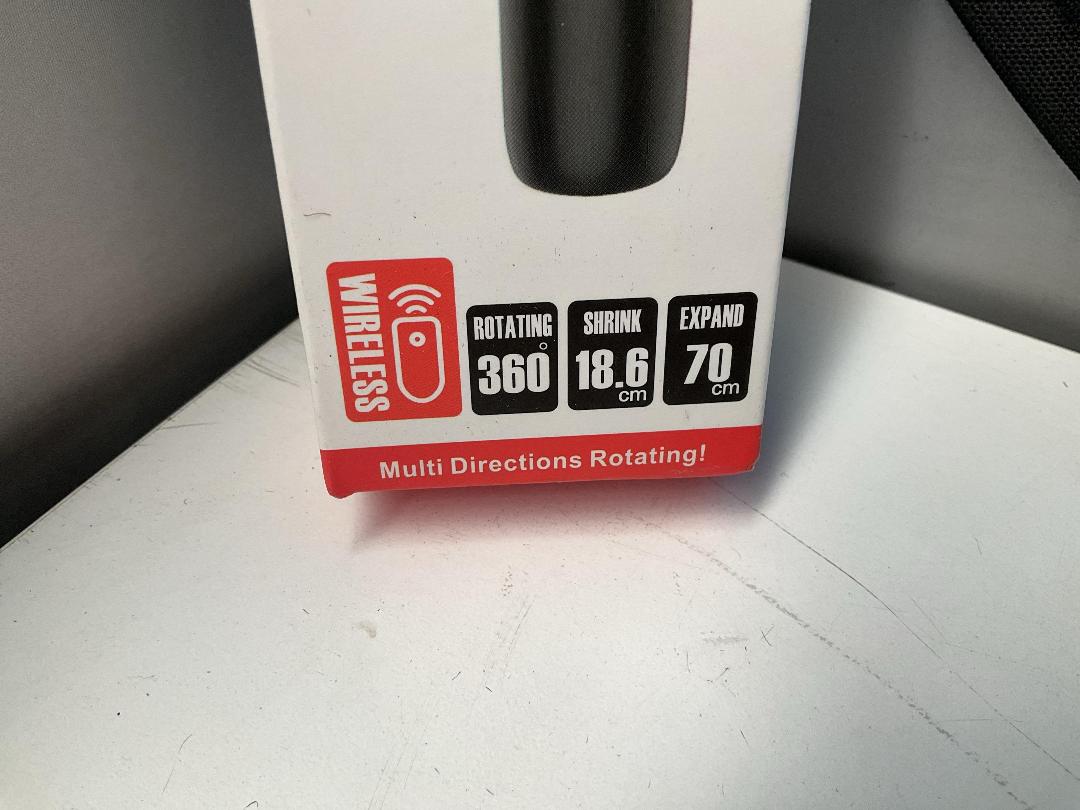 WIRELESS
ROTATING
360°
SHRINK
18.6
cm
EXPAND
70
cm
Multi Directions Rotating!